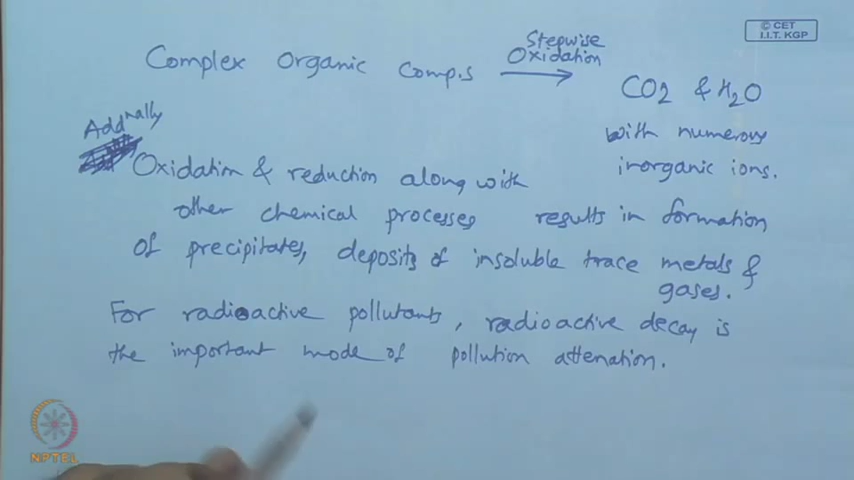 © CET
I.I.T. KGP
Complex Organic Comp.s Stepwise Oxidation
CO2 & H2O
with numerous
inorganic ions.
Addnally
Oxidation & reduction along with
other chemical processes results in formation
of precipitates, deposits of insoluble trace metals &
gases.
For radioactive pollutants, radioactive decay is
the important mode of pollution attenation.
NPTEL